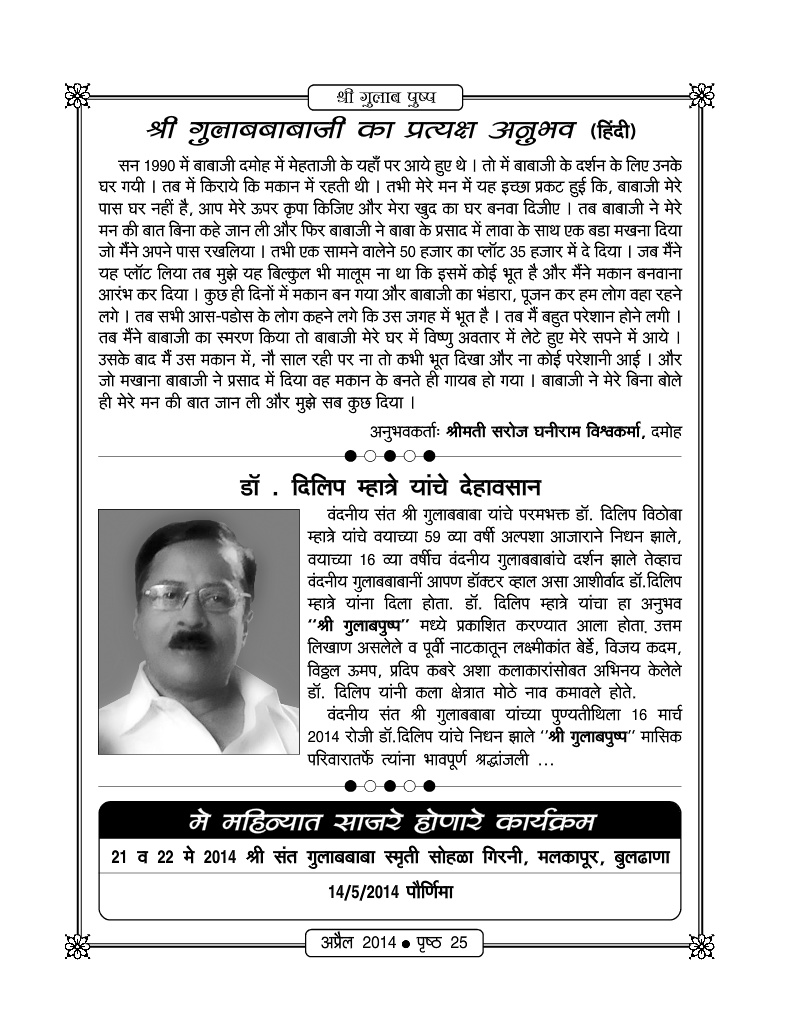 श्री गुलाब पुष्प
श्री गुलाबबाबाजी का प्रत्यक्ष अनुभव (हिंदी)
सन 1990 में बाबाजी दमोह में मेहताजी के यहाँ पर आये हुए थे । तो में बाबाजी के दर्शन के लिए उनके
घर गयी । तब में किराये कि मकान में रहती थी । तभी मेरे मन में यह इच्छा प्रकट हुई कि, बाबाजी मेरे
पास घर नहीं है, आप मेरे ऊपर कृपा किजिए और मेरा खुद का घर बनवा दिजीए । तब बाबाजी ने मेरे
मन की बात बिना कहे जान ली और फिर बाबाजी ने बाबा के प्रसाद में लावा के साथ एक बडा मखना दिया
जो मैंने अपने पास रखलिया । तभी एक सामने वालेने 50 हजार का प्लॉट 35 हजार में दे दिया । जब मैंने
यह प्लॉट लिया तब मुझे यह बिल्कुल भी मालूम ना था कि इसमें कोई भूत है और मैंने मकान बनवाना
आरंभ कर दिया । कुछ ही दिनों में मकान बन गया और बाबाजी का भंडारा, पूजन कर हम लोग वहा रहने
लगे । तब सभी आस-पडोस के लोग कहने लगे कि उस जगह में भूत है । तब मैं बहुत परेशान होने लगी ।
तब मैंने बाबाजी का स्मरण किया तो बाबाजी मेरे घर में विष्णु अवतार में लेटे हुए मेरे सपने में आये ।
उसके बाद मैं उस मकान में, नौ साल रही पर ना तो कभी भूत दिखा और ना कोई परेशानी आई । और
जो मखाना बाबाजी ने प्रसाद में दिया वह मकान के बनते ही गायब हो गया । बाबाजी ने मेरे बिना बोले
ही मेरे मन की बात जान ली और मुझे सब कुछ दिया ।
अनुभवकर्ताः श्रीमती सरोज घनीराम विश्वकर्मा, दमोह
डॉ . दिलिप म्हात्रे यांचे देहावसान
वंदनीय संत श्री गुलाबबाबा यांचे परमभक्त डॉ. दिलिप विठोबा
म्हात्रे यांचे वयाच्या 59 व्या वर्षी अल्पशा आजाराने निधन झाले,
वयाच्या 16 व्या वर्षीच वंदनीय गुलाबबाबांचे दर्शन झाले तेव्हाच
वंदनीय गुलाबबाबानीं आपण डॉक्टर व्हाल असा आशीर्वाद डॉ.दिलिप
म्हात्रे यांना दिला होता. डॉ. दिलिप म्हात्रे यांचा हा अनुभव
“श्री गुलाबपुष्प” मध्ये प्रकाशित करण्यात आला होता. उत्तम
लिखाण असलेले व पूर्वी नाटकातून लक्ष्मीकांत बेर्डे, विजय कदम,
विठ्ठल ऊमप, प्रदिप कबरे अशा कलाकारांसोबत अभिनय केलेले
डॉ. दिलिप यांनी कला क्षेत्रात मोठे नाव कमावले होते.
वंदनीय संत श्री गुलाबबाबा यांच्या पुण्यतीथिला 16 मार्च
2014 रोजी डॉ.दिलिप यांचे निधन झाले “श्री गुलाबपुष्प” मासिक
परिवारातर्फे त्यांना भावपूर्ण श्रद्धांजली ...
मे महिन्यात साजरे होणारे कार्यक्रम
21 व 22 मे 2014 श्री संत गुलाबबाबा स्मृती सोहळा गिरनी, मलकापूर, बुलढाणा
14/5/2014 पौर्णिमा
अप्रैल 2014 ● पृष्ठ 25